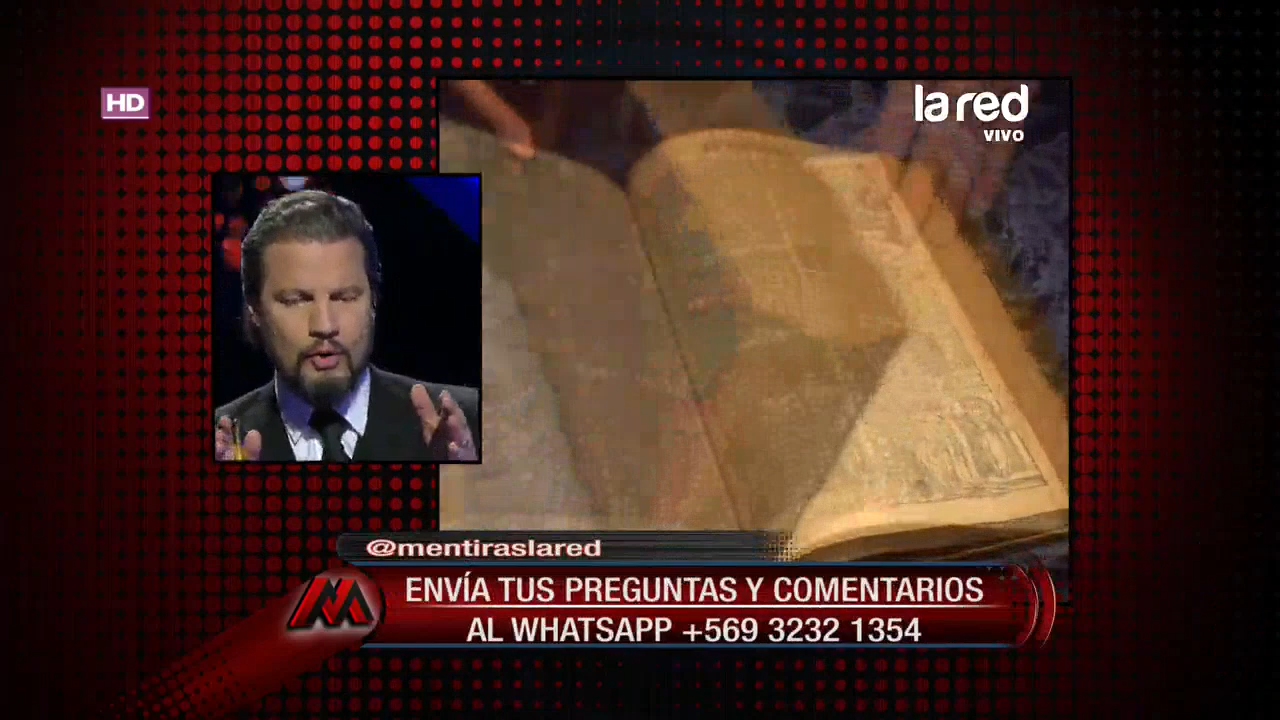 HD
la red
VIVO
@mentiraslared
ENVÍA TUS PREGUNTAS Y COMENTARIOS
AL WHATSAPP +569 3232 1354